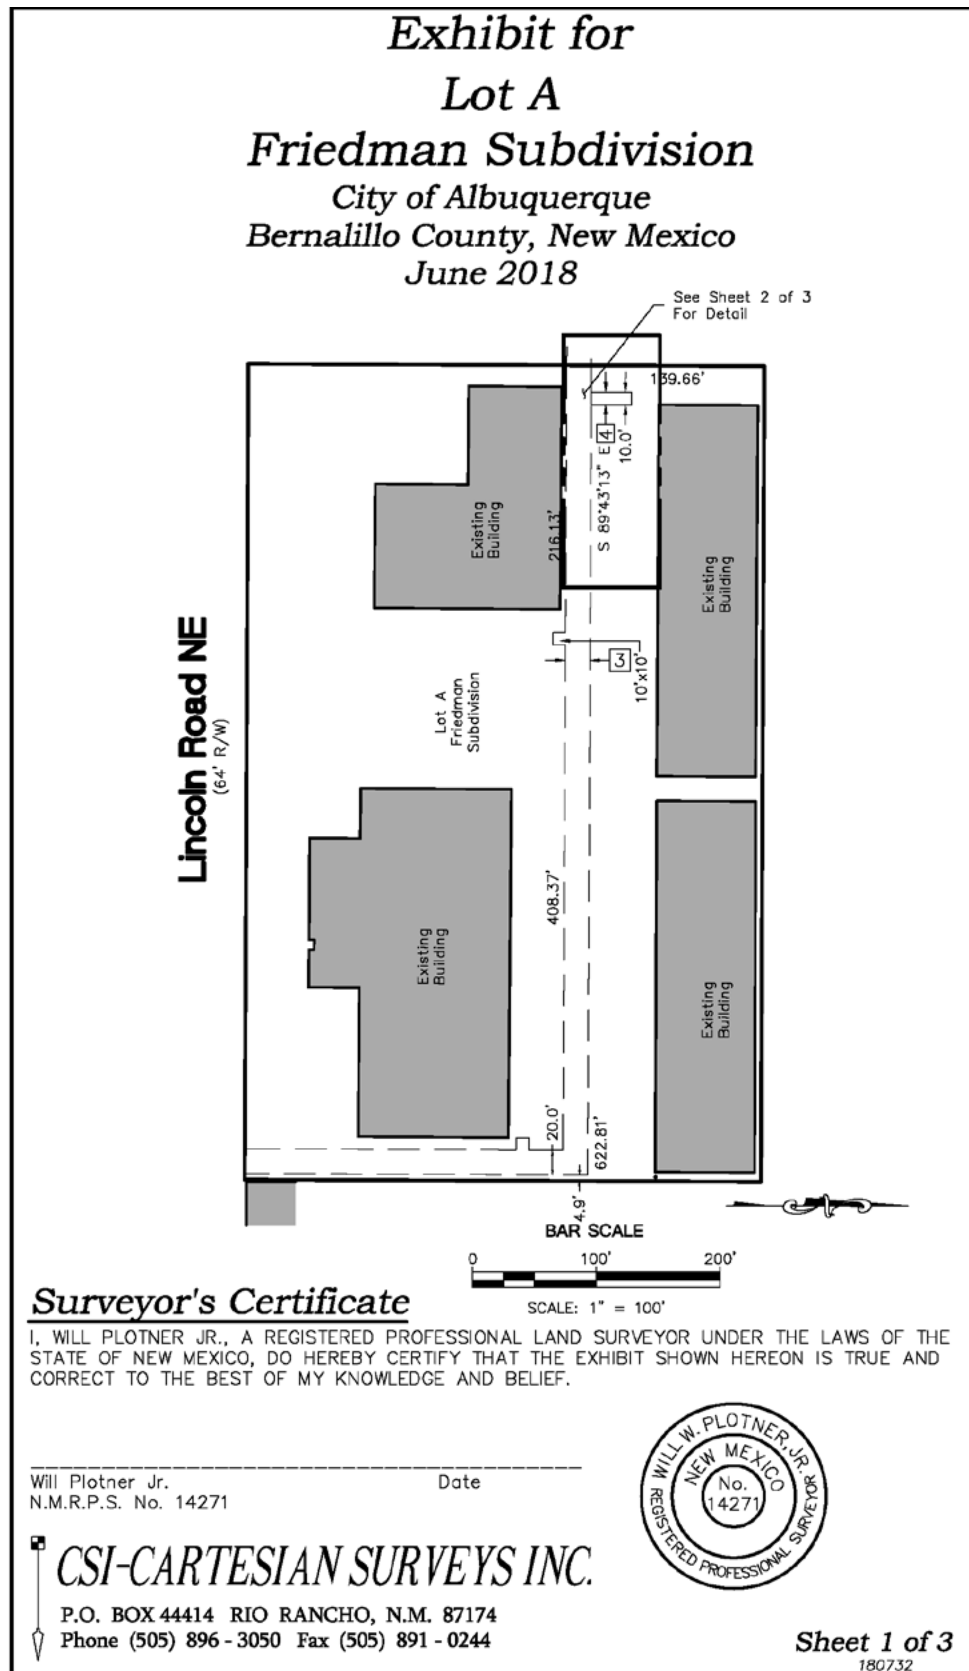 Exhibit for
Lot A
Friedman Subdivision
City of Albuquerque
Bernalillo County, New Mexico
June 2018
See Sheet 2 of 3
For Detail
139.66'
4
10.0'
S 89°43'13" E
216.13'
Existing
Building
Existing
Building
3
10'x10'
Lot A
Friedman
Subdivision
Lincoln Road NE
(64' R/W)
408.37'
Existing
Building
Existing
Building
20.0'
622.81'
4.9'
BAR SCALE
0 100' 200'
SCALE: 1" = 100'
Surveyor's Certificate
I, WILL PLOTNER JR., A REGISTERED PROFESSIONAL LAND SURVEYOR UNDER THE LAWS OF THE
STATE OF NEW MEXICO, DO HEREBY CERTIFY THAT THE EXHIBIT SHOWN HEREON IS TRUE AND
CORRECT TO THE BEST OF MY KNOWLEDGE AND BELIEF.
Will Plotner Jr. Date
N.M.R.P.S. No. 14271
WILL W. PLOTNER, JR.
NEW MEXICO
No.
14271
REGISTERED PROFESSIONAL SURVEYOR
CSI-CARTESIAN SURVEYS INC.
P.O. BOX 44414 RIO RANCHO, N.M. 87174
Phone (505) 896 - 3050 Fax (505) 891 - 0244
Sheet 1 of 3
180732